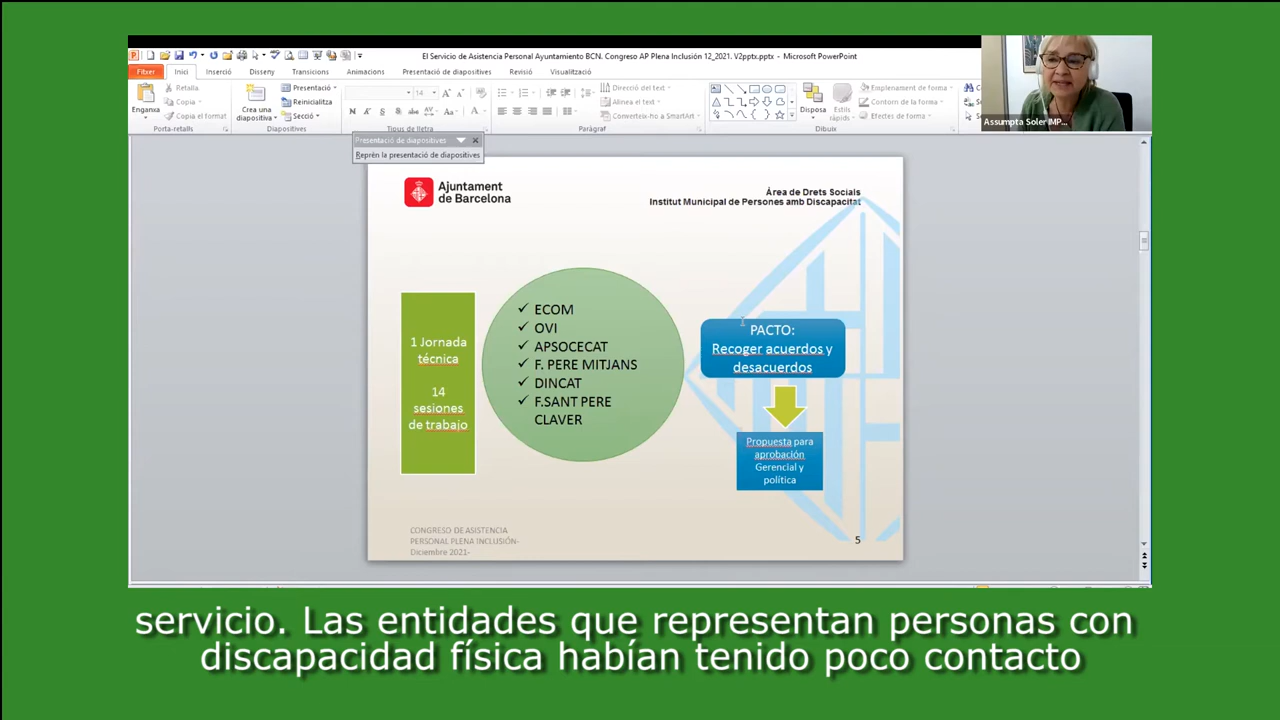 El Servicio de Asistencia Personal Ayuntamiento BCN. Congreso AP Plena Inclusión 12_2021. V2pptx.pptx - Microsoft PowerPoint
Fitxer Inici Inserció Disseny Transicions Animacions Presentació de diapositives Revisió Visualització
Enganxa
Retalla
Copia
Copia el format
Porta-retalls
Crea una
diapositiva
Presentació
Reinicialitza
Secció
Diapositives
14
Tipus de lletra
Direcció del text
Alinea el text
Converteix-ho a SmartArt
Paràgraf
Disposa
Estils
ràpids
Emplenament de forma
Contorn de la forma
Efectes de forma
Dibuix
Assumpta Soler IMP...
Presentació de diapositives
Reprèn la presentació de diapositives
Ajuntament
de Barcelona
Área de Drets Socials
Institut Municipal de Persones amb Discapacitat
1 Jornada
técnica
14
sesiones
de trabajo
✓ ECOM
✓ OVI
✓ APSOCECAT
✓ F. PERE MITJANS
✓ DINCAT
✓ F.SANT PERE
CLAVER
PACTO:
Recoger acuerdos y
desacuerdos
Propuesta para
aprobación
Gerencial y
política
CONGRESO DE ASISTENCIA
PERSONAL PLENA INCLUSIÓN-
Diciembre 2021-
5
servicio. Las entidades que representan personas con
discapacidad física habían tenido poco contacto